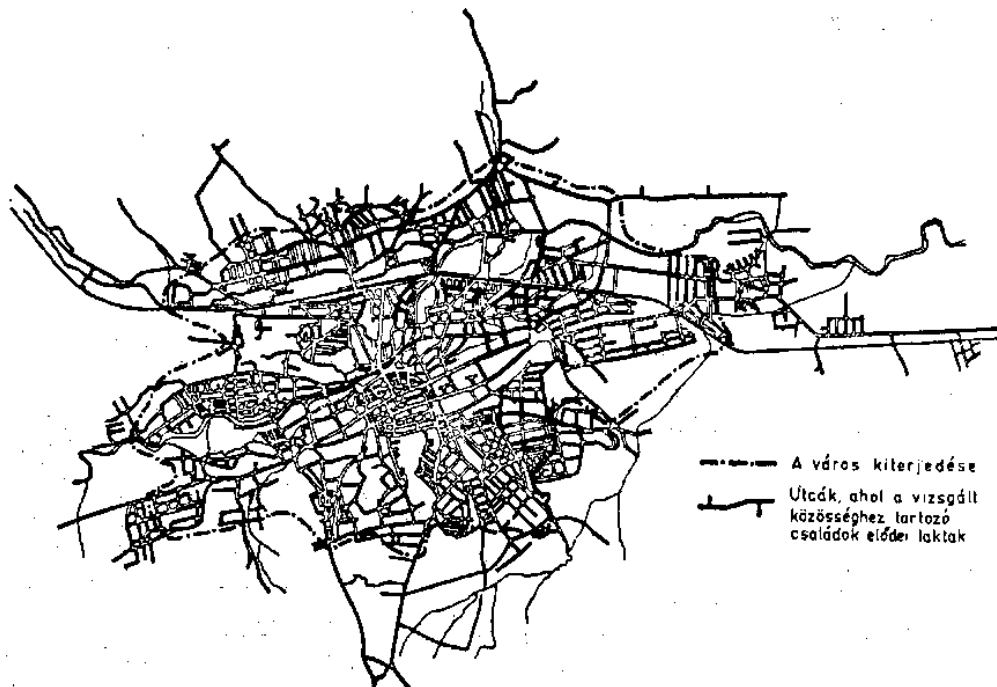 A város kiterjedése
Utcák, ahol a vizsgált
közösséghez tartozó
családok elődei laktak